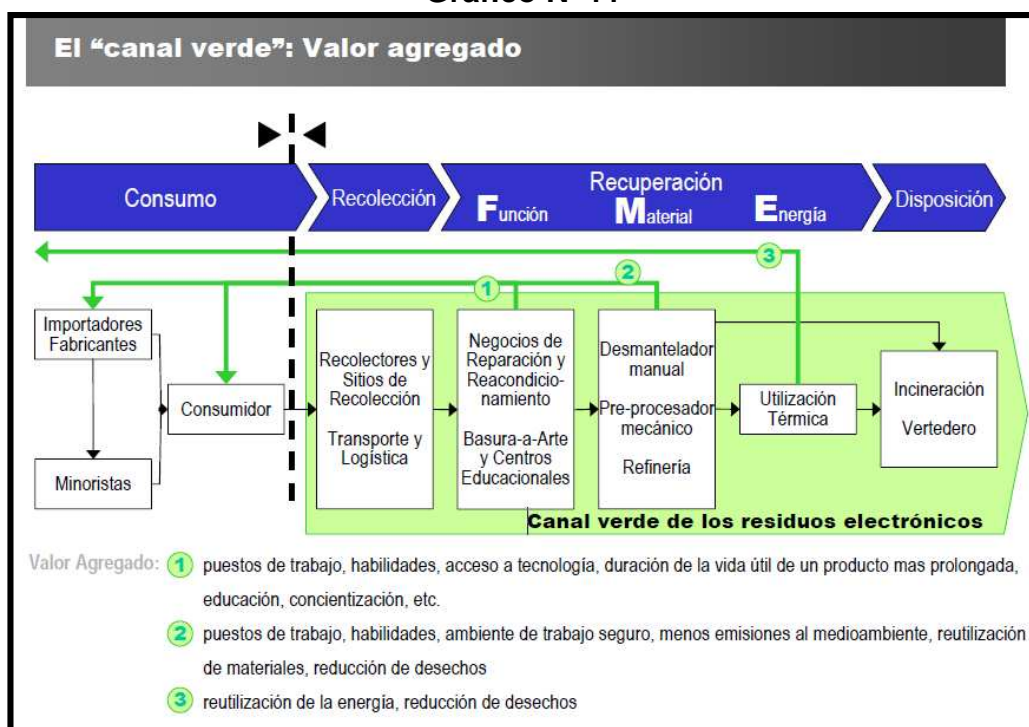 El “canal verde”: Valor agregado
Consumo
Recolección
Recuperación
Función
Material
Energía
Disposición
3
2
1
Importadores
Fabricantes
Minoristas
Consumidor
Recolectores y
Sitios de
Recolección
Transporte y
Logística
Negocios de
Reparación y
Reacondicio-
namiento
Basura-a-Arte
y Centros
Educacionales
Desmantelador
manual
Pre-procesador
mecánico
Refinería
Utilización
Térmica
Incineración
Vertedero
Canal verde de los residuos electrónicos
Valor Agregado: 1 puestos de trabajo, habilidades, acceso a tecnología, duración de la vida útil de un producto mas prolongada,
educación, concientización, etc.
2 puestos de trabajo, habilidades, ambiente de trabajo seguro, menos emisiones al medioambiente, reutilización
de materiales, reducción de desechos
3 reutilización de la energía, reducción de desechos